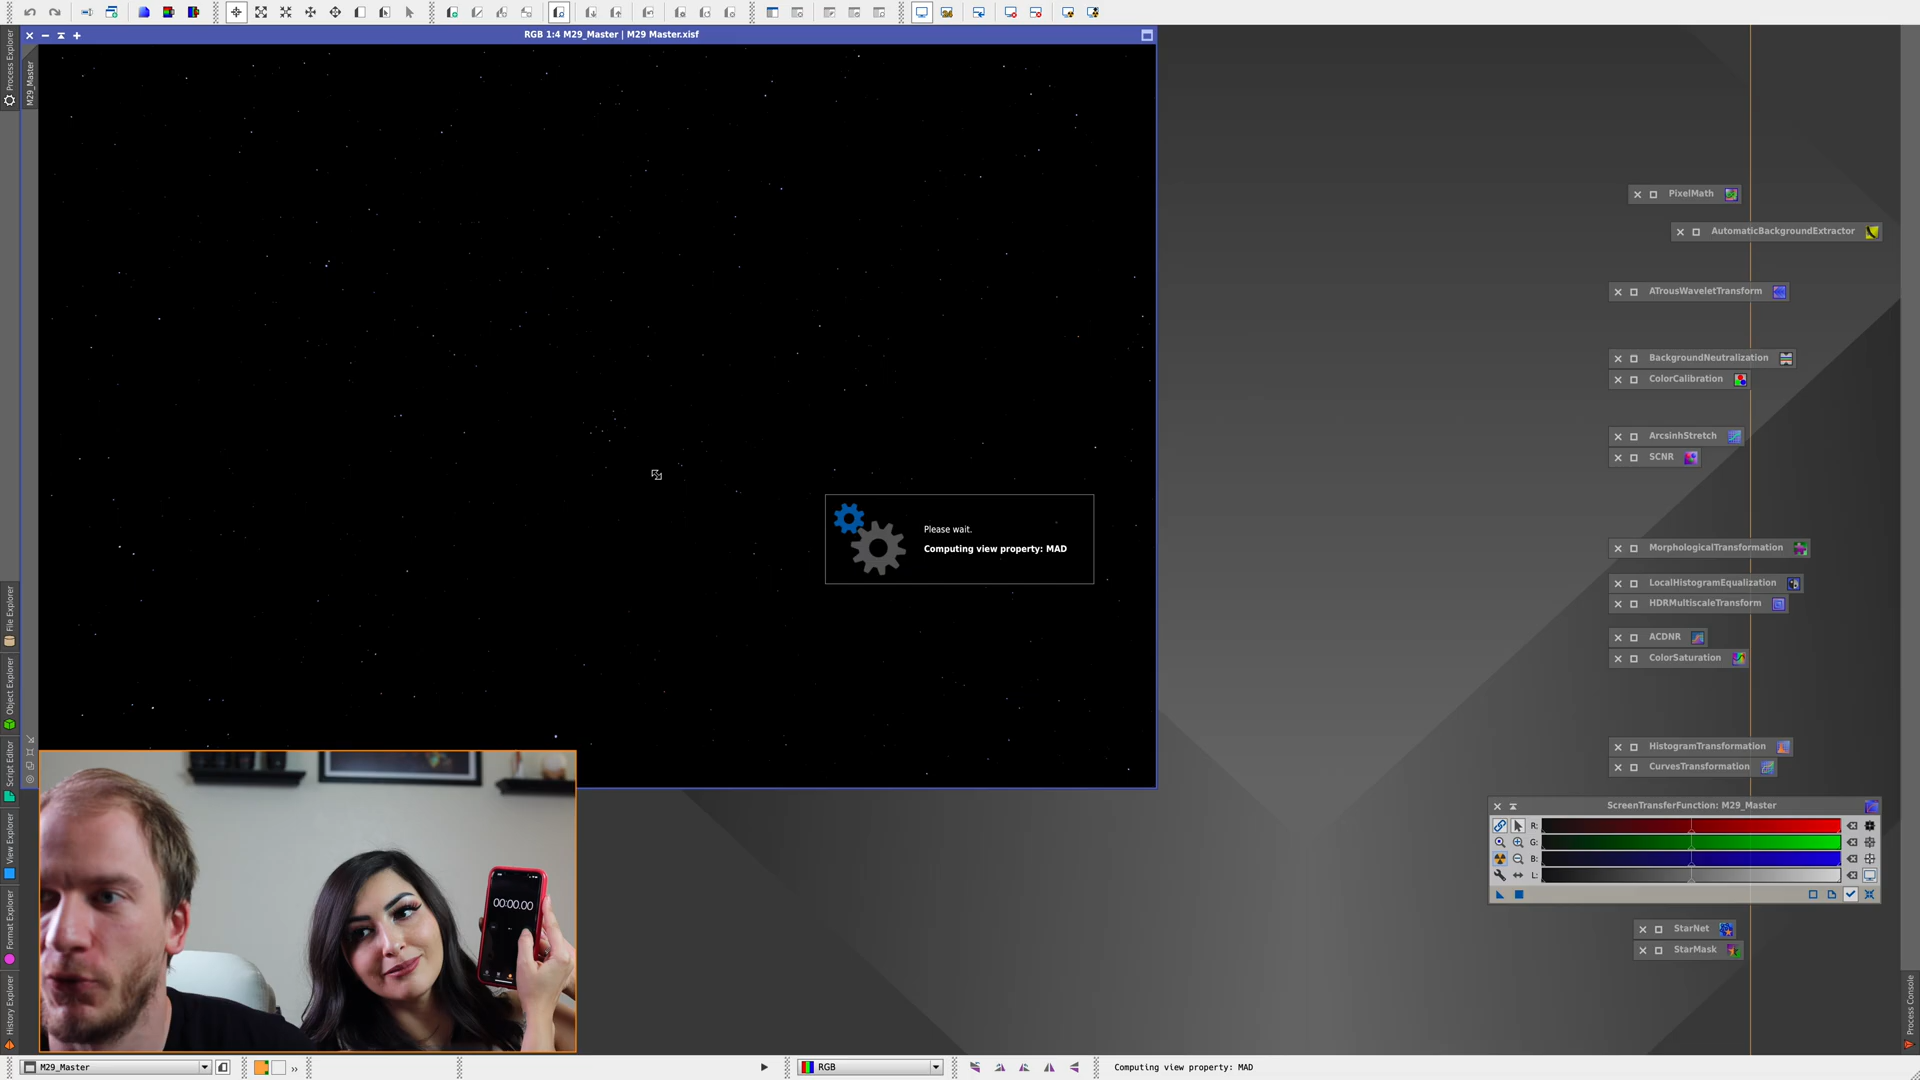 RGB 1:4 M29_Master | M29 Master.xisf
Process Explorer
M29_Master
PixelMath
AutomaticBackgroundExtractor
ATrousWaveletTransform
BackgroundNeutralization
ColorCalibration
ArcsinhStretch
SCNR
Please wait.
Computing view property: MAD
MorphologicalTransformation
LocalHistogramEqualization
HDRMultiscaleTransform
ACDNR
ColorSaturation
File Explorer
Object Explorer
Script Editor
View Explorer
Format Explorer
History Explorer
HistogramTransformation
CurvesTransformation
ScreenTransferFunction: M29_Master
R:
G:
B:
L:
00:00.00
StarNet
StarMask
Process Console
M29_Master
RGB
Computing view property: MAD